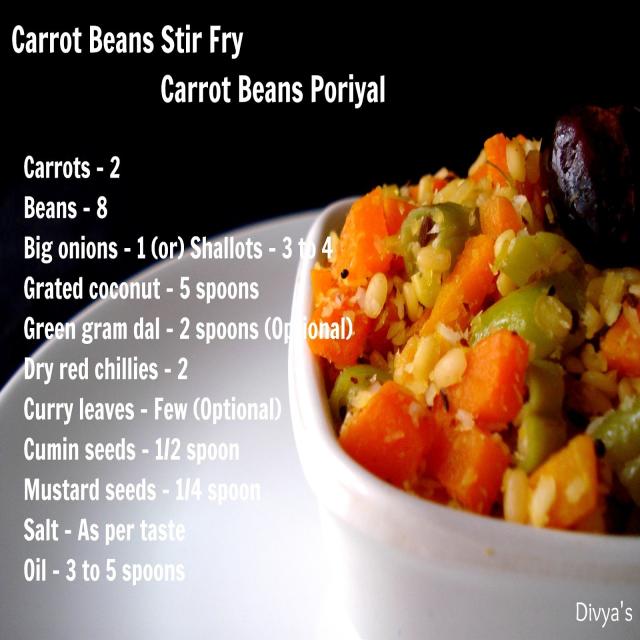 Carrot Beans Stir Fry
Carrot Beans Poriyal
Carrots - 2
Beans - 8
Big onions - 1 (or) Shallots - 3 to 4
Grated coconut - 5 spoons
Green gram dal - 2 spoons (Optional)
Dry red chillies - 2
Curry leaves - Few (Optional)
Cumin seeds - 1/2 spoon
Mustard seeds - 1/4 spoon
Salt - As per taste
Oil - 3 to 5 spoons
Divya's